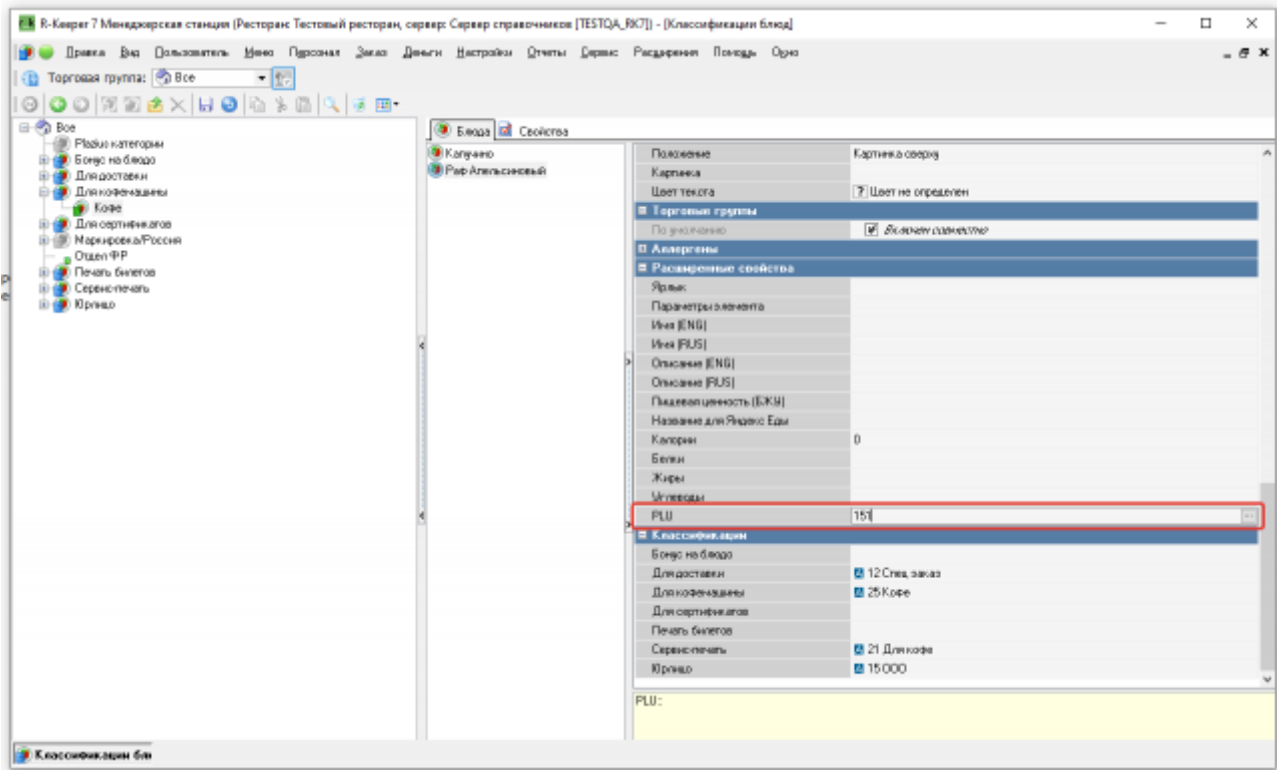 R-Keeper 7 Менеджерская станция (Ресторан: Тестовый ресторан, сервер: Сервер справочников [TESTQA_RK7]) - [Классификации блюд]
Правка Вид Пользователь Меню Персонал Заказ Деньги Настройки Отчеты Сервис Расширения Помощь Окно
Торговая группа: Все
Все
Plazius категории
Бонус на блюдо
Для доставки
Для кофемашины
Кофе
Для сертификатов
Маркировка/Россия
Отдел ФР
Печать билетов
Сервис-печать
Юрлицо
Блюда Свойства
Капучино
Раф Апельсиновый
Положение Картинка сверху
Картинка
Цвет текста ? Цвет не определен
Торговые группы
По умолчанию Включен совместно
Аллергены
Расширенные свойства
Ярлык
Параметры элемента
Имя (ENG)
Имя (RUS)
Описание (ENG)
Описание (RUS)
Пищевая ценность (БЖУ)
Название для Яндекс Еды
Калории 0
Белки
Жиры
Углеводы
PLU 151
Классификации
Бонус на блюдо
Для доставки 12 Спец. заказ
Для кофемашины 25 Кофе
Для сертификатов
Печать билетов
Сервис-печать 21 Для кофе
Юрлицо 15 ООО
PLU:
Классификации бл